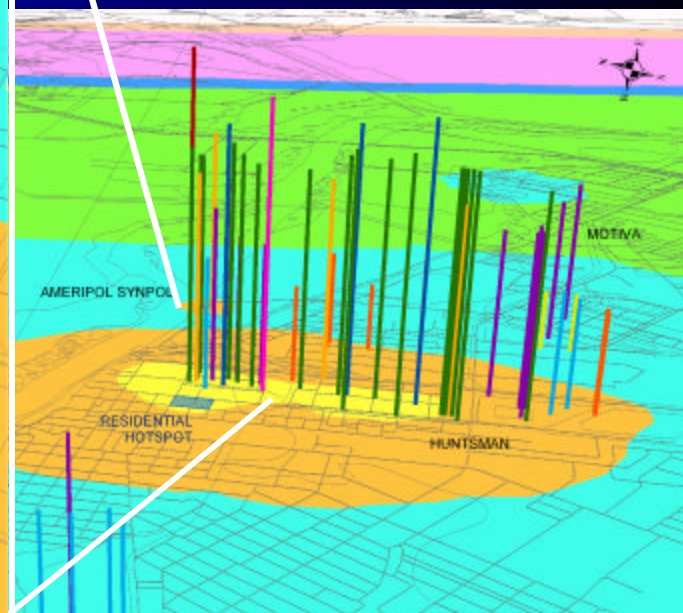 MOTIVA
AMERIPOL SYNPOL
RESIDENTIAL
HOTSPOT
HUNTSMAN